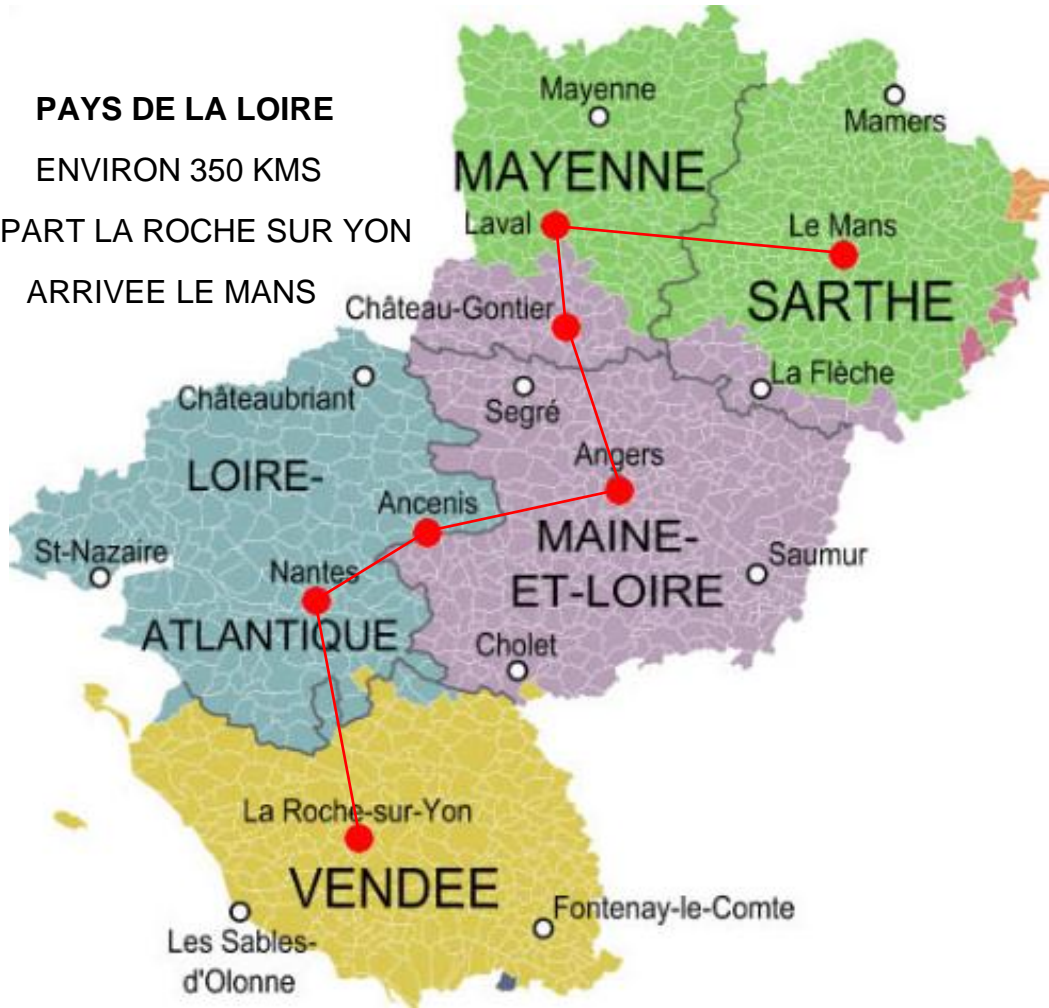 PAYS DE LA LOIRE
ENVIRON 350 KMS
PART LA ROCHE SUR YON
ARRIVEE LE MANS
Mayenne
Mamers
MAYENNE
Laval
Le Mans
SARTHE
Château-Gontier
La Flèche
Châteaubriant
Segré
Angers
LOIRE-
Ancenis
MAINE-
St-Nazaire
Saumur
Nantes
ET-LOIRE
ATLANTIQUE
Cholet
La Roche-sur-Yon
VENDEE
Fontenay-le-Comte
Les Sables-
d'Olonne